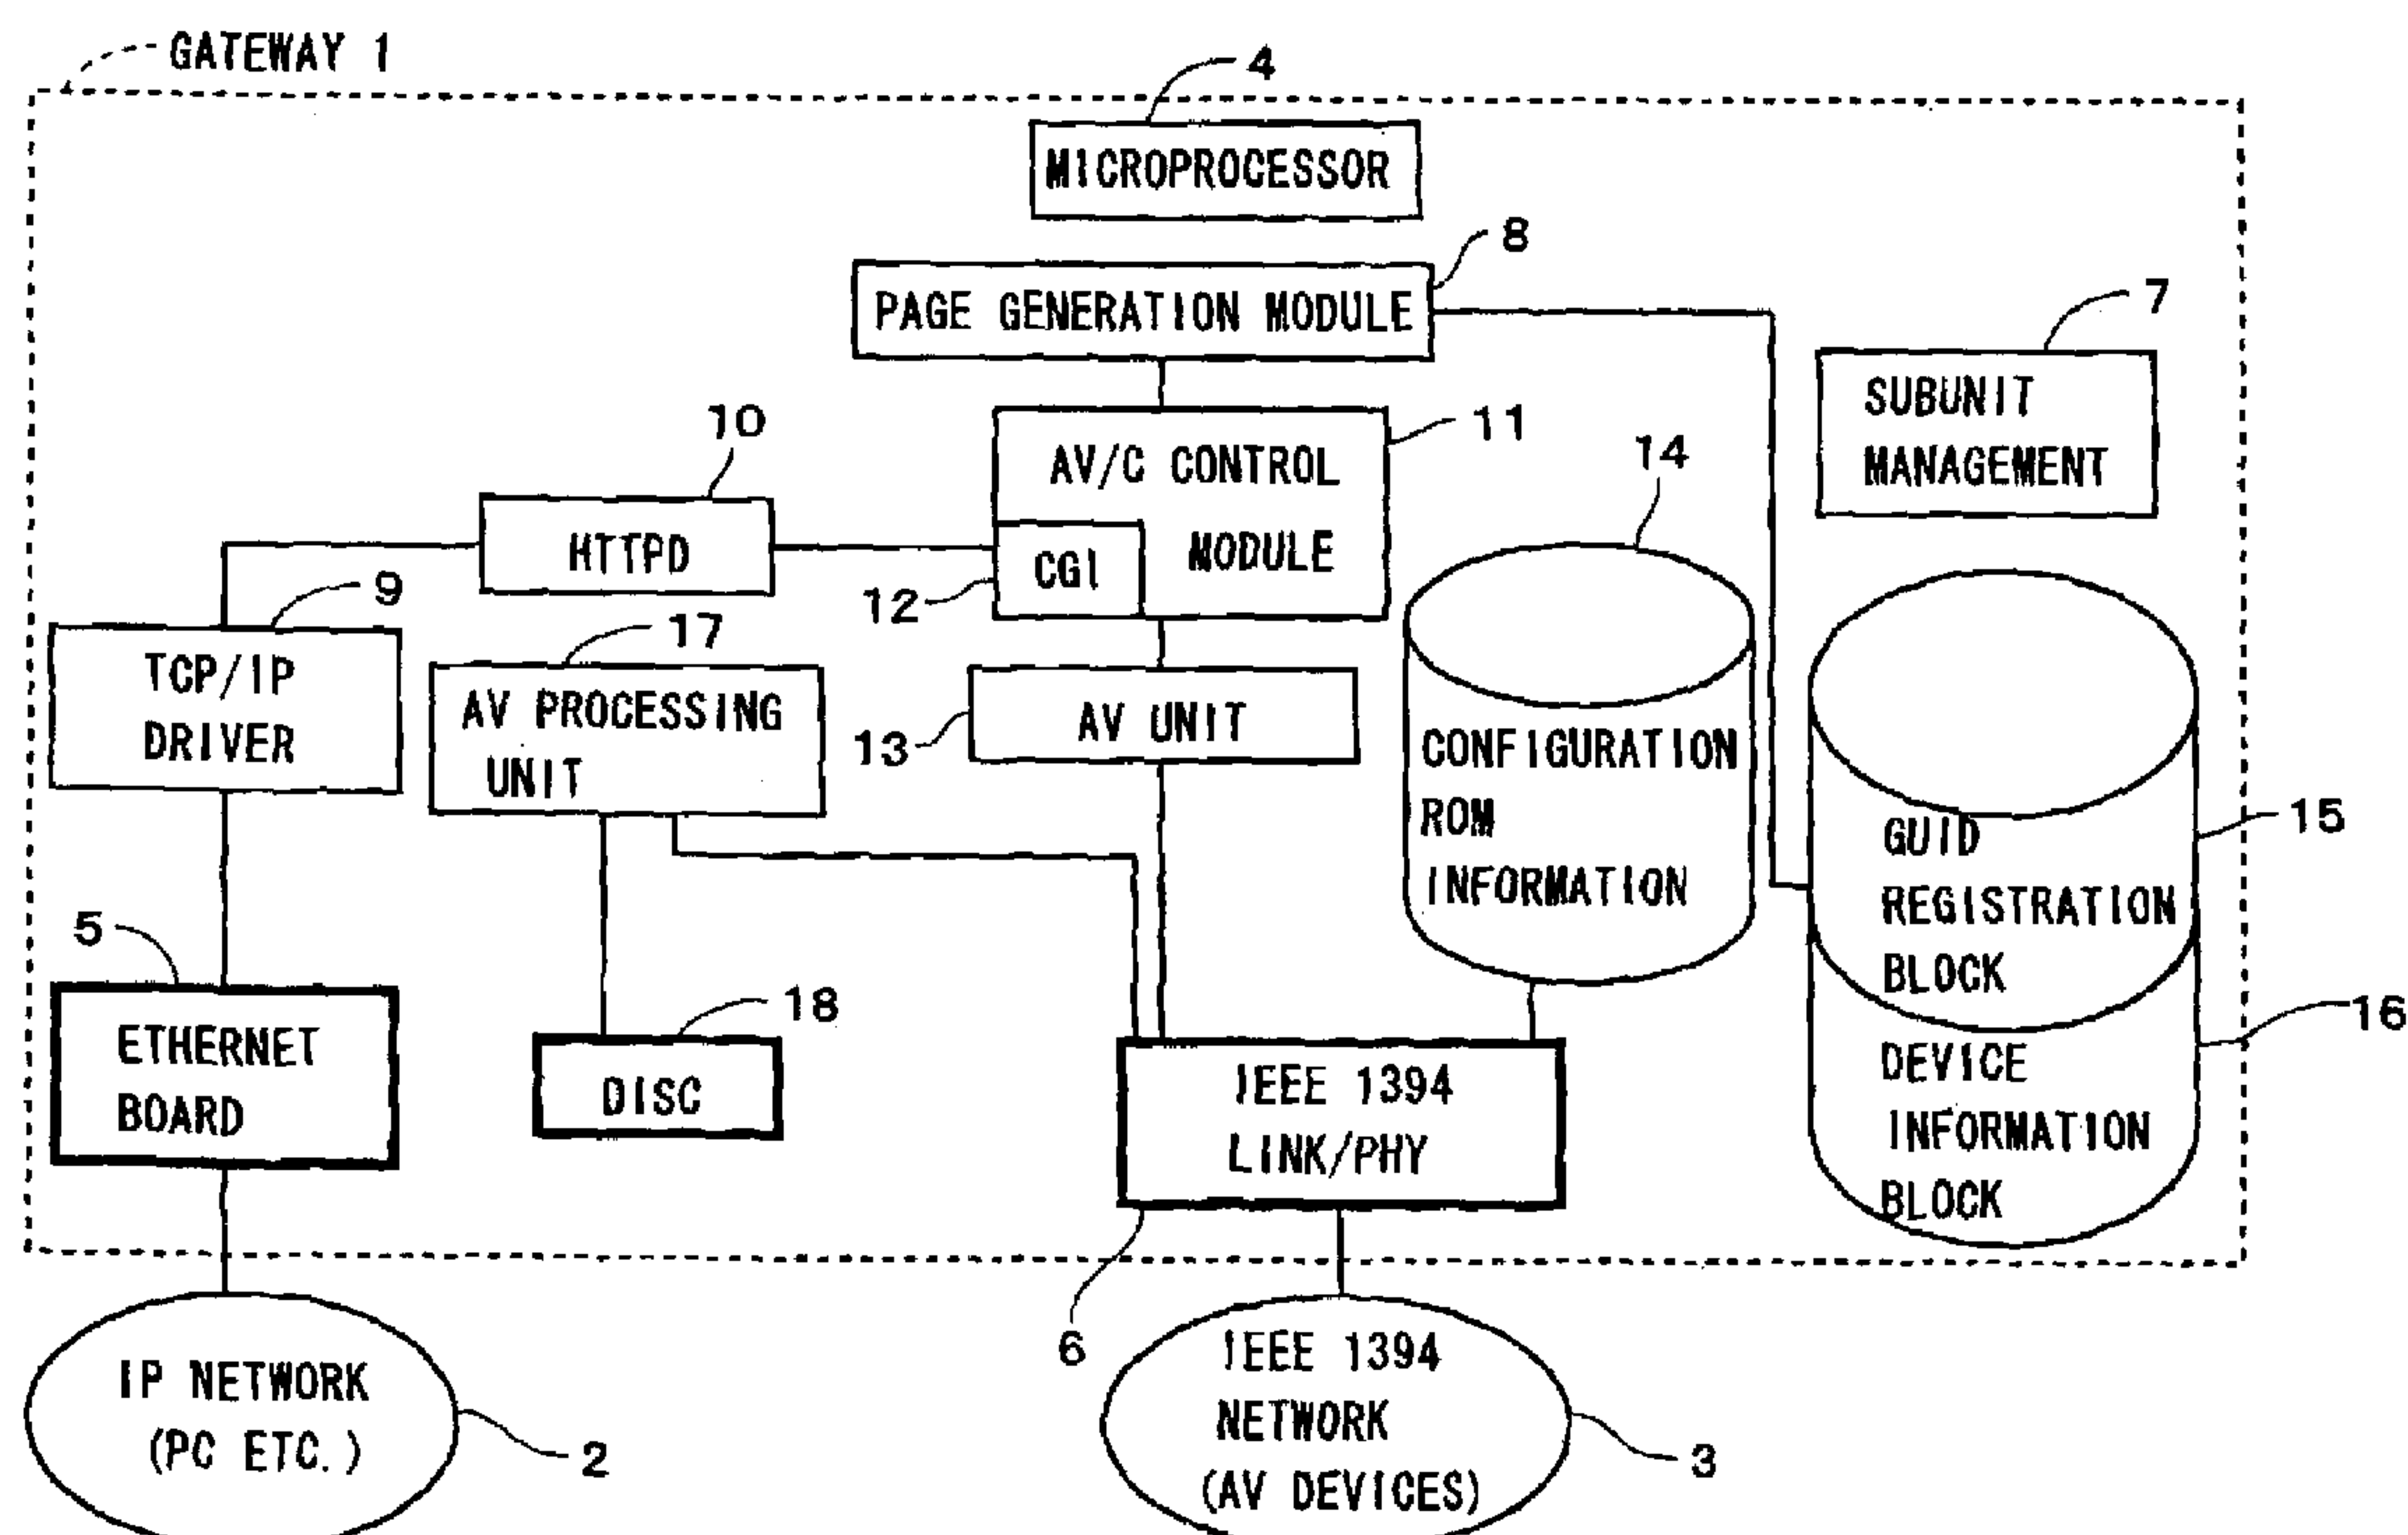 GATEWAY 1
4
MICROPROCESSOR
8
PAGE GENERATION MODULE
7
SUBUNIT
MANAGEMENT
10
HTTPD
11
AV/C CONTROL
MODULE
CGI
12
14
CONFIGURATION
ROM
INFORMATION
9
TCP/IP
DRIVER
17
AV PROCESSING
UNIT
13
AV UNIT
15
GUID
REGISTRATION
BLOCK
16
DEVICE
INFORMATION
BLOCK
5
ETHERNET
BOARD
18
DISC
IEEE 1394
LINK/PHY
6
IP NETWORK
(PC ETC.)
2
IEEE 1394
NETWORK
(AV DEVICES)
3